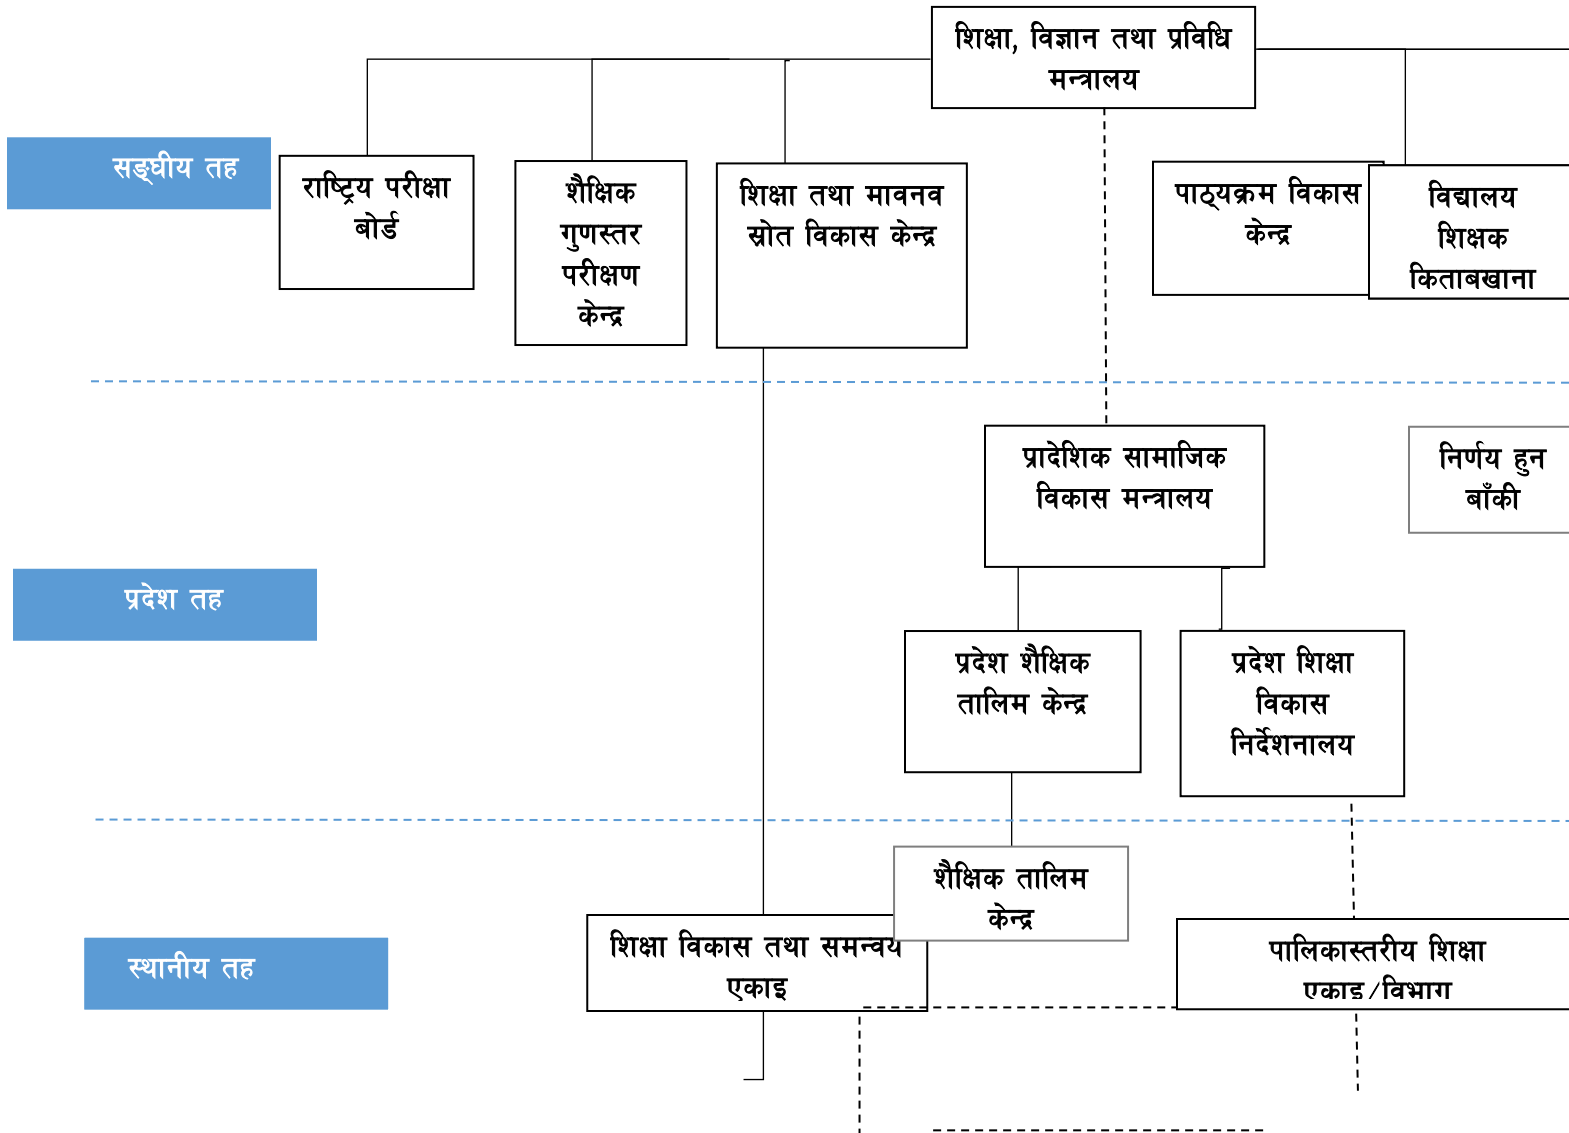 शिक्षा, विज्ञान तथा प्रविधि
मन्त्रालय
सङ्घीय तह
राष्ट्रिय परीक्षा
बोर्ड
शैक्षिक
गुणस्तर
परीक्षण
केन्द्र
शिक्षा तथा मावनव
स्रोत विकास केन्द्र
पाठ्यक्रम विकास
केन्द्र
विद्यालय
शिक्षक
किताबखाना
प्रादेशिक सामाजिक
विकास मन्त्रालय
निर्णय हुन
बाँकी
प्रदेश तह
प्रदेश शैक्षिक
तालिम केन्द्र
प्रदेश शिक्षा
विकास
निर्देशनालय
शैक्षिक तालिम
केन्द्र
स्थानीय तह
शिक्षा विकास तथा समन्वय
एकाइ
पालिकास्तरीय शिक्षा
एकाइ/विभाग